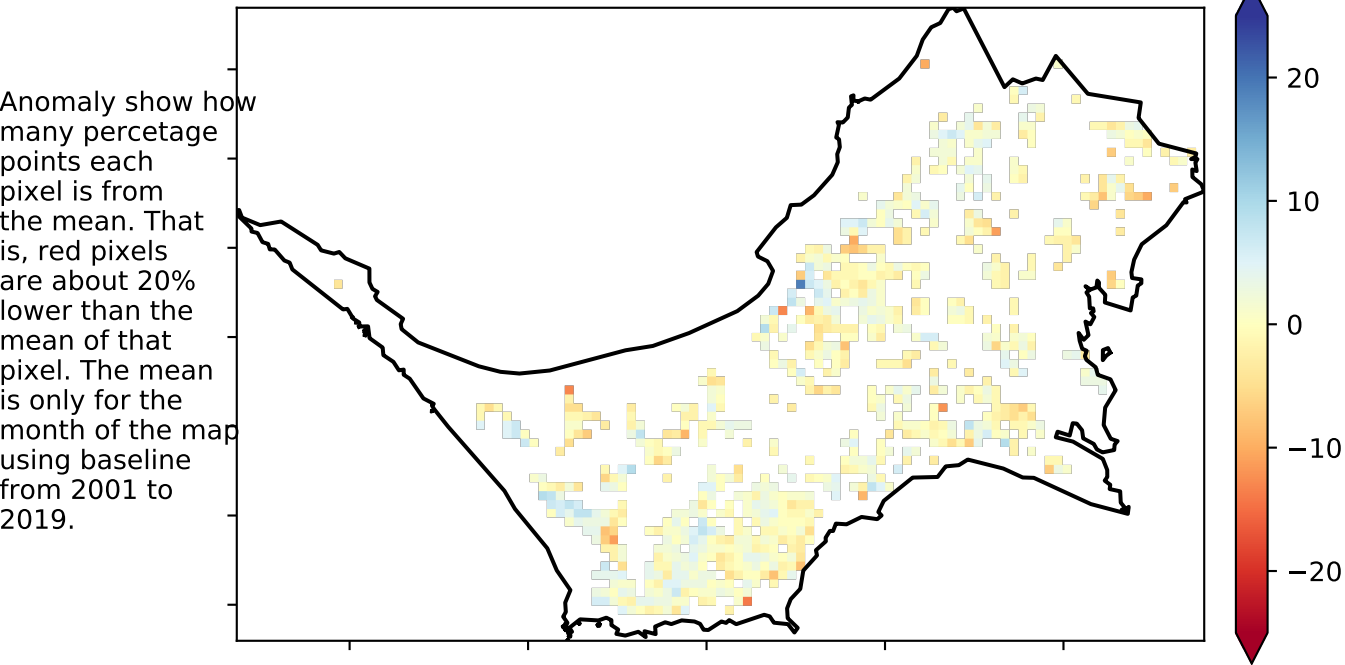 Anomaly show how
many percetage
points each
pixel is from
the mean. That
is, red pixels
are about 20%
lower than the
mean of that
pixel. The mean
is only for the
month of the map
using baseline
from 2001 to
2019.
20
10
0
−10
−20